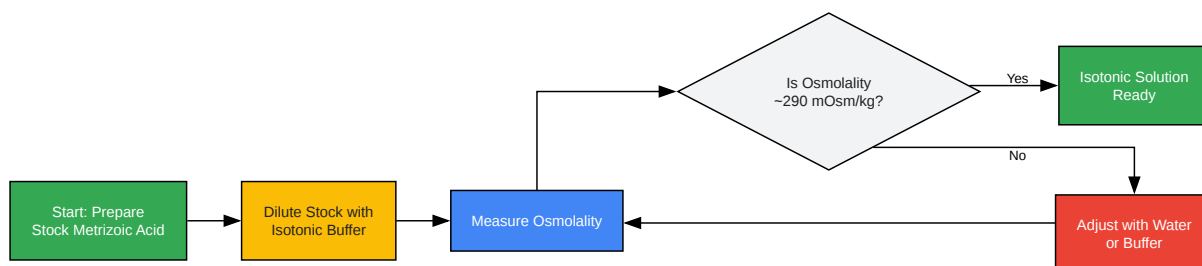 Start: Prepare
Stock Metrizoic Acid
Dilute Stock with
Isotonic Buffer
Measure Osmolality
Is Osmolality
~290 mOsm/kg?
Yes
Isotonic Solution
Ready
No
Adjust with Water
or Buffer